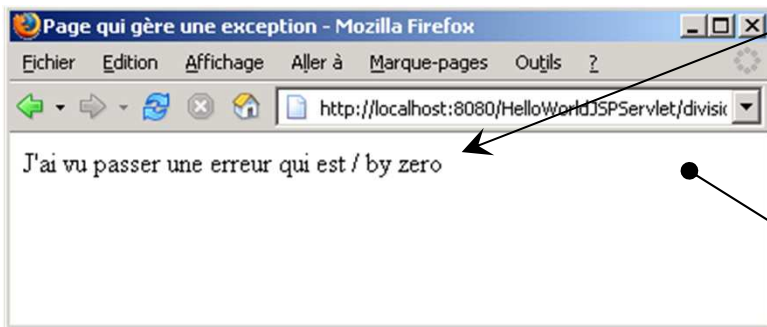 Page qui gère une exception - Mozilla Firefox
Fichier Edition Affichage Aller à Marque-pages Outils ?
http://localhost:8080/HelloWorldJSPServlet/divisic
J'ai vu passer une erreur qui est / by zero